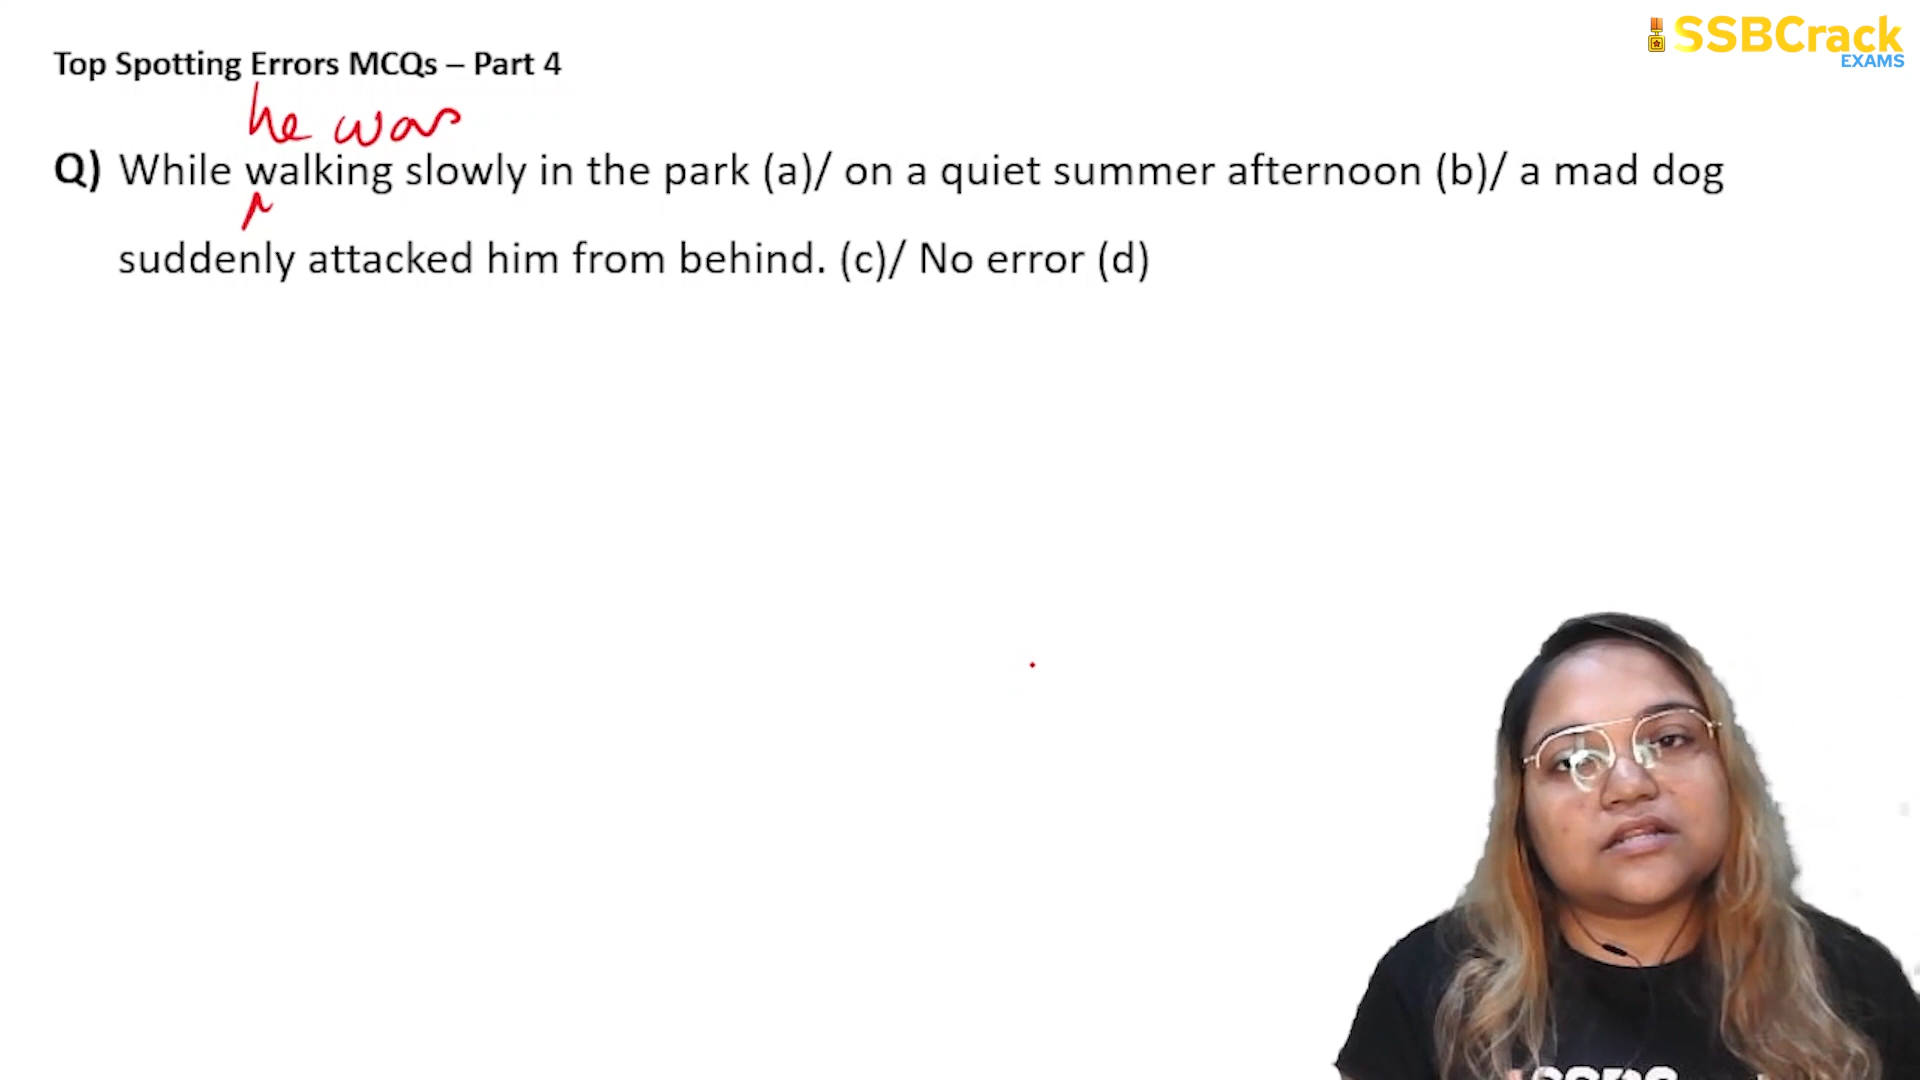 SSBCrack
EXAMS
Top Spotting Errors MCQs – Part 4
he was
Q) While walking slowly in the park (a)/ on a quiet summer afternoon (b)/ a mad dog
suddenly attacked him from behind. (c)/ No error (d)